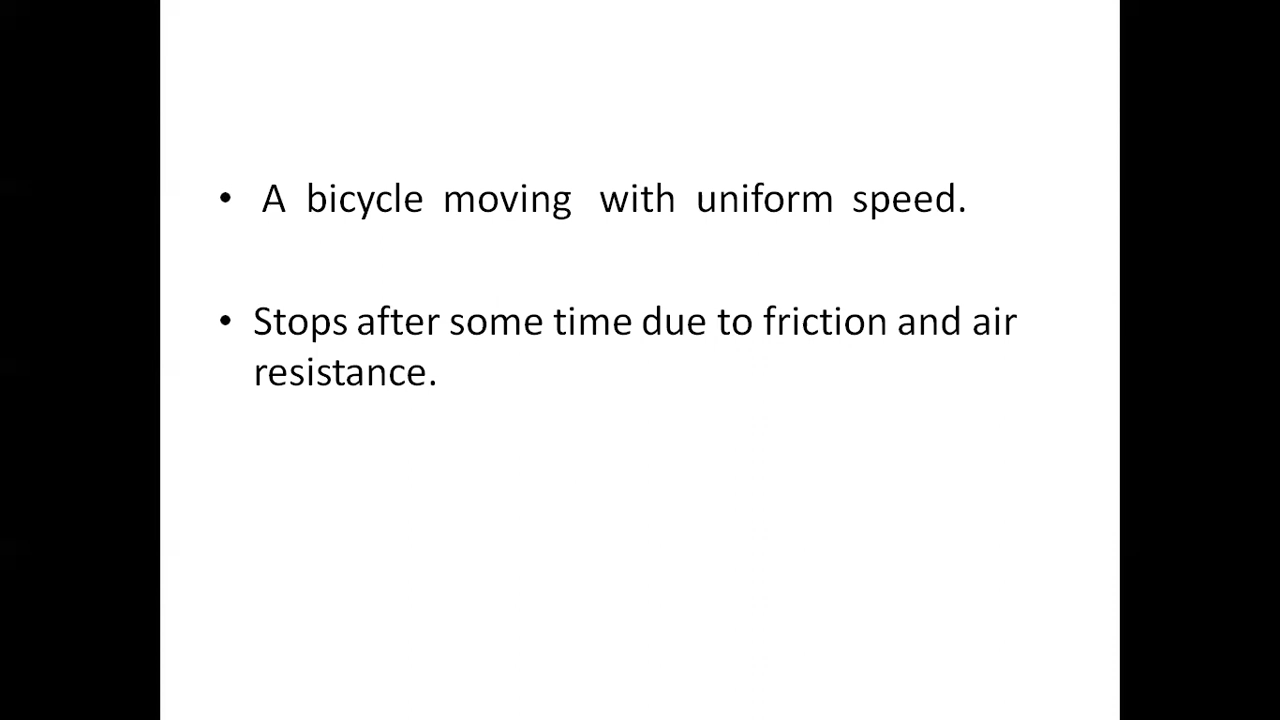 • A bicycle moving with uniform speed.
• Stops after some time due to friction and air
resistance.